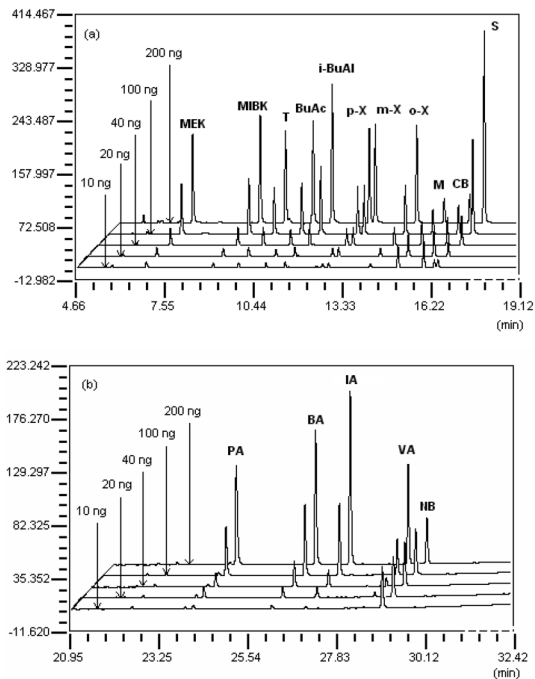 414.467
328.977
243.487
157.997
72.508
-12.982
(a)
200 ng
100 ng
40 ng
20 ng
10 ng
MEK
MIBK
T
BuAc
i-BuAl
p-X
m-X
o-X
M
CB
S
4.66 7.55 10.44 13.33 16.22 19.12
(min)
223.242
176.270
129.297
82.325
35.352
-11.620
(b)
200 ng
100 ng
40 ng
20 ng
10 ng
PA
BA
IA
VA
NB
20.95 23.25 25.54 27.83 30.12 32.42
(min)